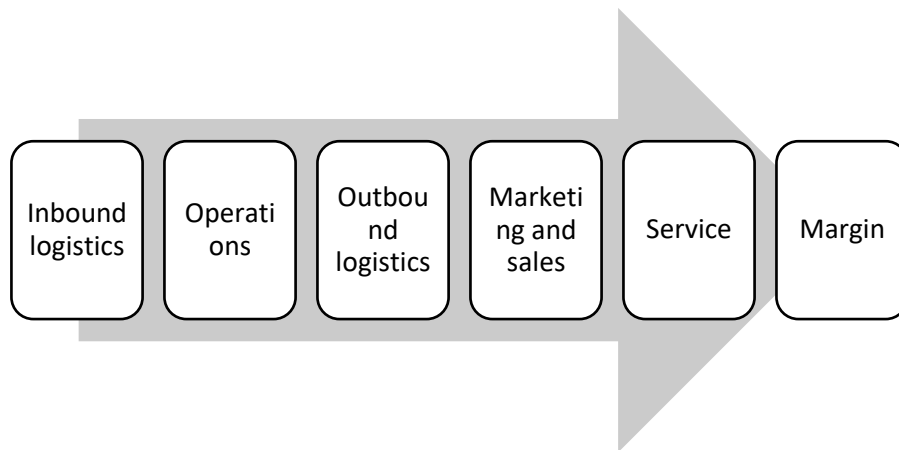 Inbound
logistics
Operati
ons
Outbou
nd
logistics
Marketi
ng and
sales
Service
Margin